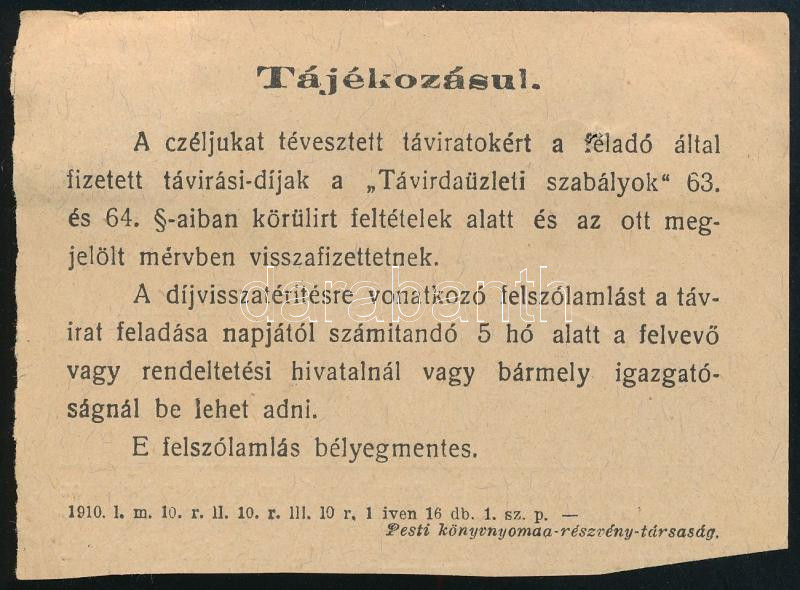 Tájékozásul.
A czéljukat tévesztett táviratokért a feladó által
fizetett távirási-díjak a „Távirdaüzleti szabályok“ 63.
és 64. §-aiban körülirt feltételek alatt és az ott meg-
jelölt mérvben visszafizettetnek.
A díjvisszatéritésre vonatkozó felszólamlást a táv-
irat feladása napjától számitandó 5 hó alatt a felvevő
vagy rendeltetési hivatalnál vagy bármely igazgató-
ságnál be lehet adni.
E felszólamlás bélyegmentes.
1910. I. m. 10. r. II. 10. r. III. 10 r, 1 iven 16 db. 1. sz. p. —
Pesti könyvnyomda-részvény-társaság.
darabanth